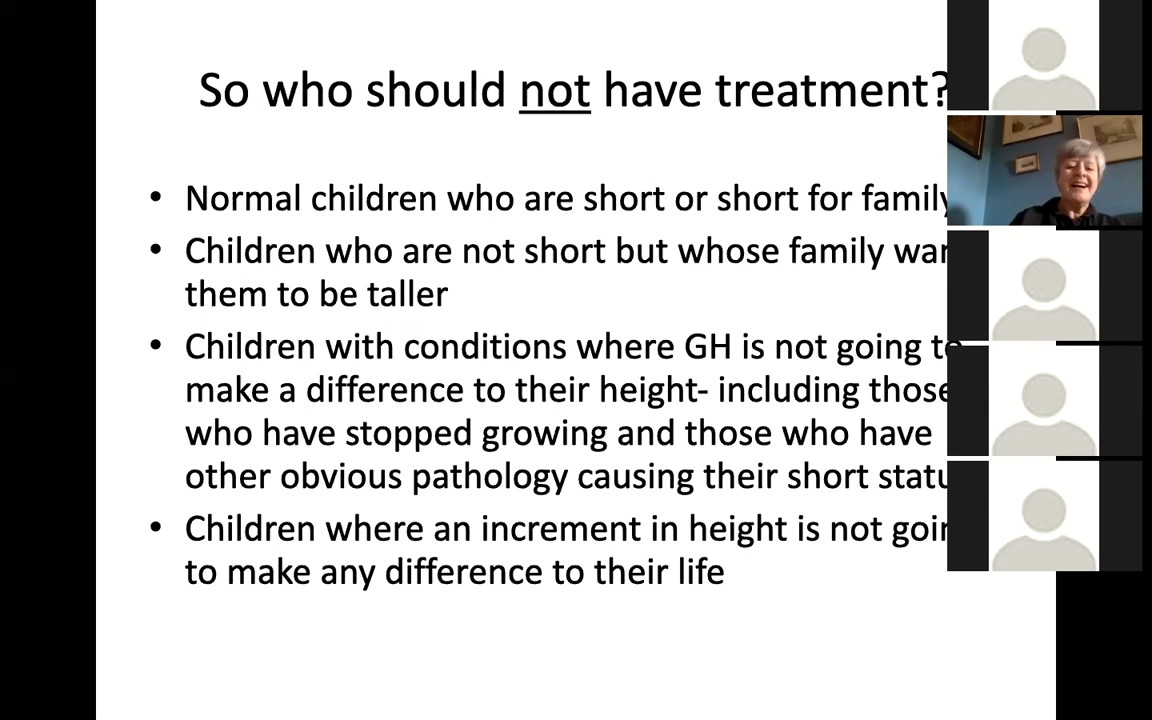 So who should not have treatment?
• Normal children who are short or short for family
• Children who are not short but whose family
them to be taller
• Children with conditions where GH is not going to
make a difference to their height- including those
who have stopped growing and those who have
other obvious pathology causing their short
• Children where an increment in height is not
to make any difference to their life